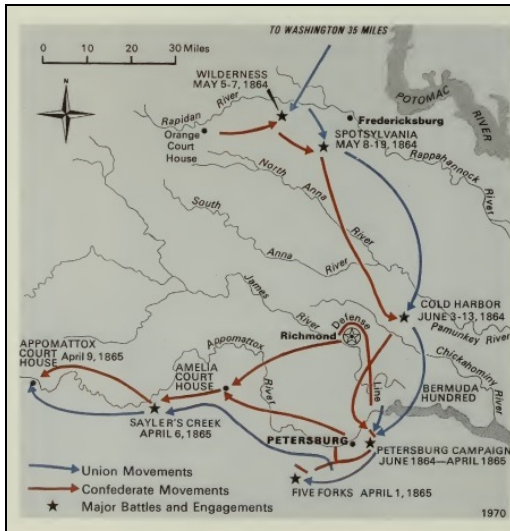 0 10 20 30 Miles
TO WASHINGTON 35 MILES
N
WILDERNESS
MAY 5-7, 1864
POTOMAC
RIVER
Rapidan
River
Fredericksburg
Orange
Court
House
SPOTSYLVANIA
MAY 8-19, 1864
Rappahannock
River
North
Anna
River
South
Anna
River
James
River
COLD HARBOR
JUNE 3-13, 1864
Pamunkey River
Defense
Line
Richmond
Chickahominy
River
APPOMATTOX
COURT
HOUSE
April 9, 1865
Appomattox
River
AMELIA
COURT
HOUSE
BERMUDA
HUNDRED
SAYLER'S CREEK
APRIL 6, 1865
PETERSBURG
PETERSBURG CAMPAIGN
JUNE 1864—APRIL 1865
FIVE FORKS APRIL 1, 1865
Union Movements
Confederate Movements
Major Battles and Engagements
1970